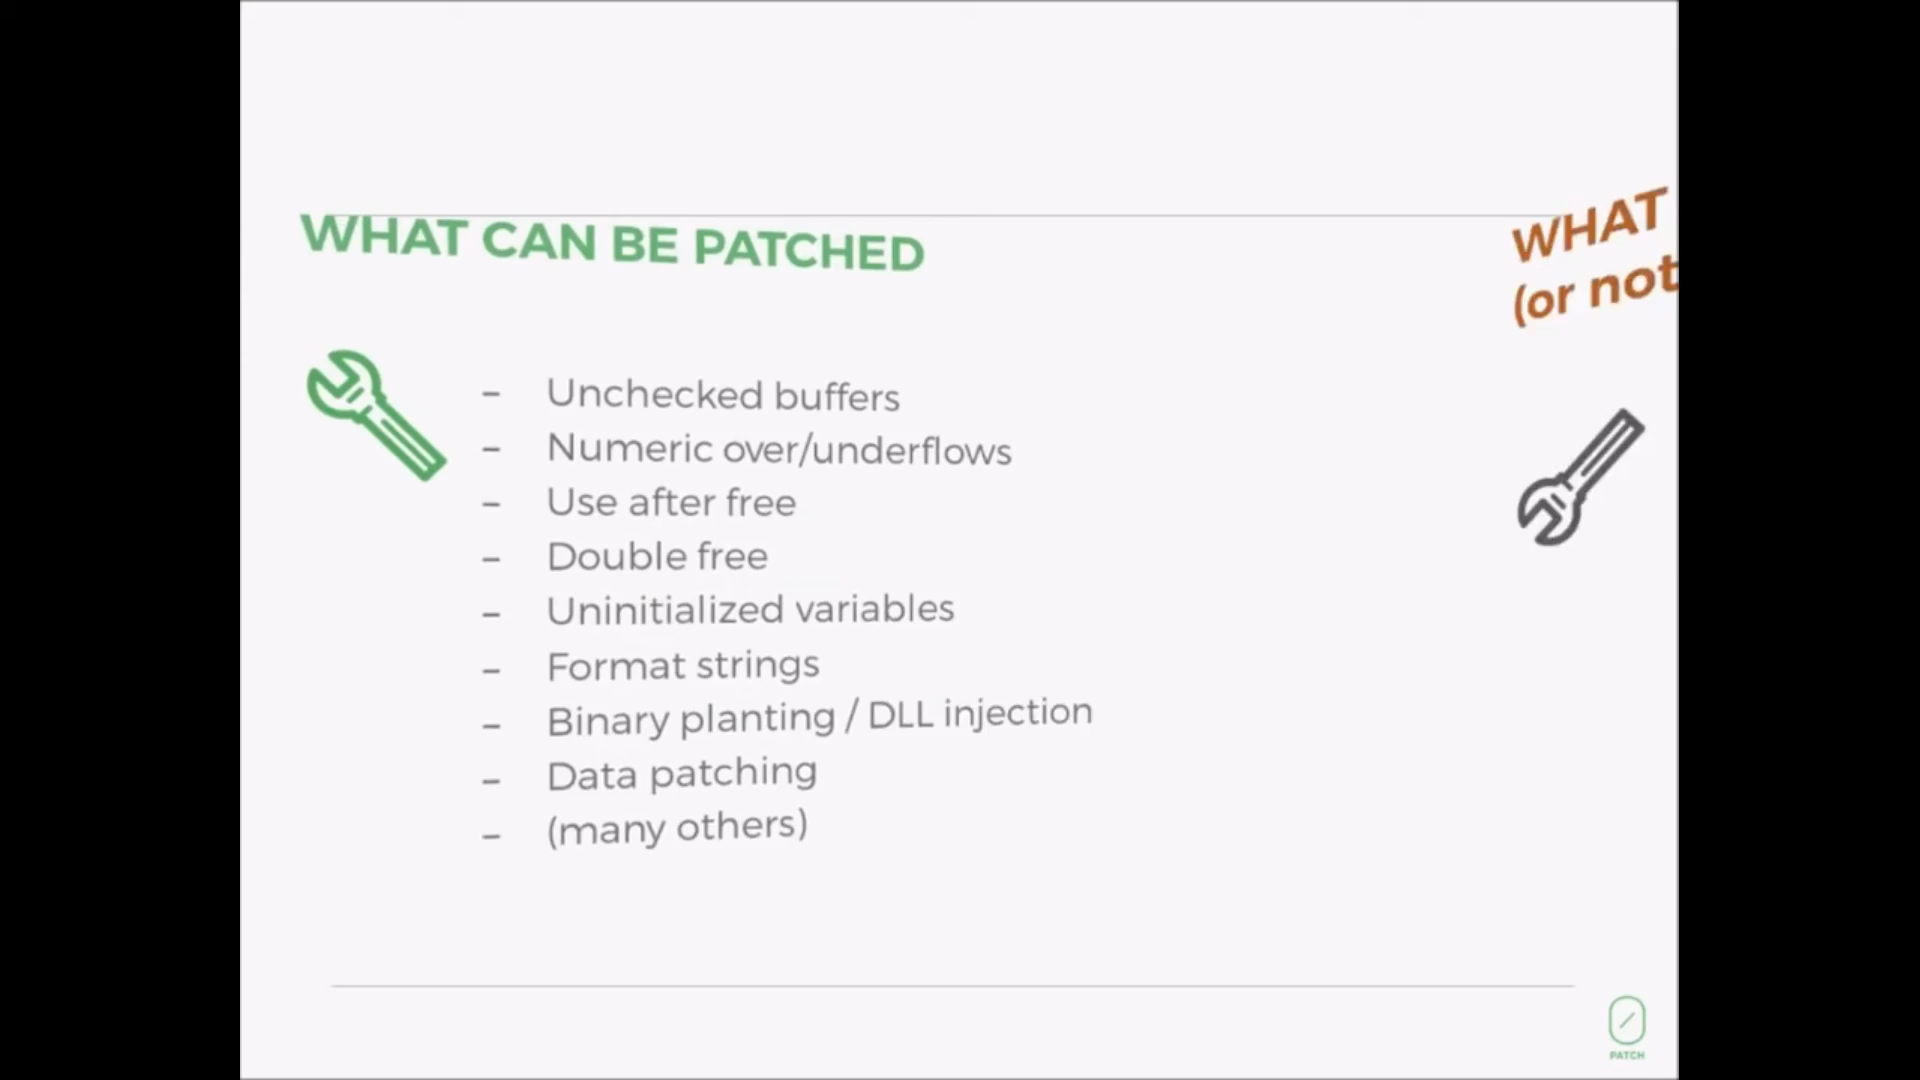 WHAT CAN BE PATCHED
– Unchecked buffers
– Numeric over/underflows
– Use after free
– Double free
– Uninitialized variables
– Format strings
– Binary planting / DLL injection
– Data patching
– (many others)
WHAT
(or not
PATCH